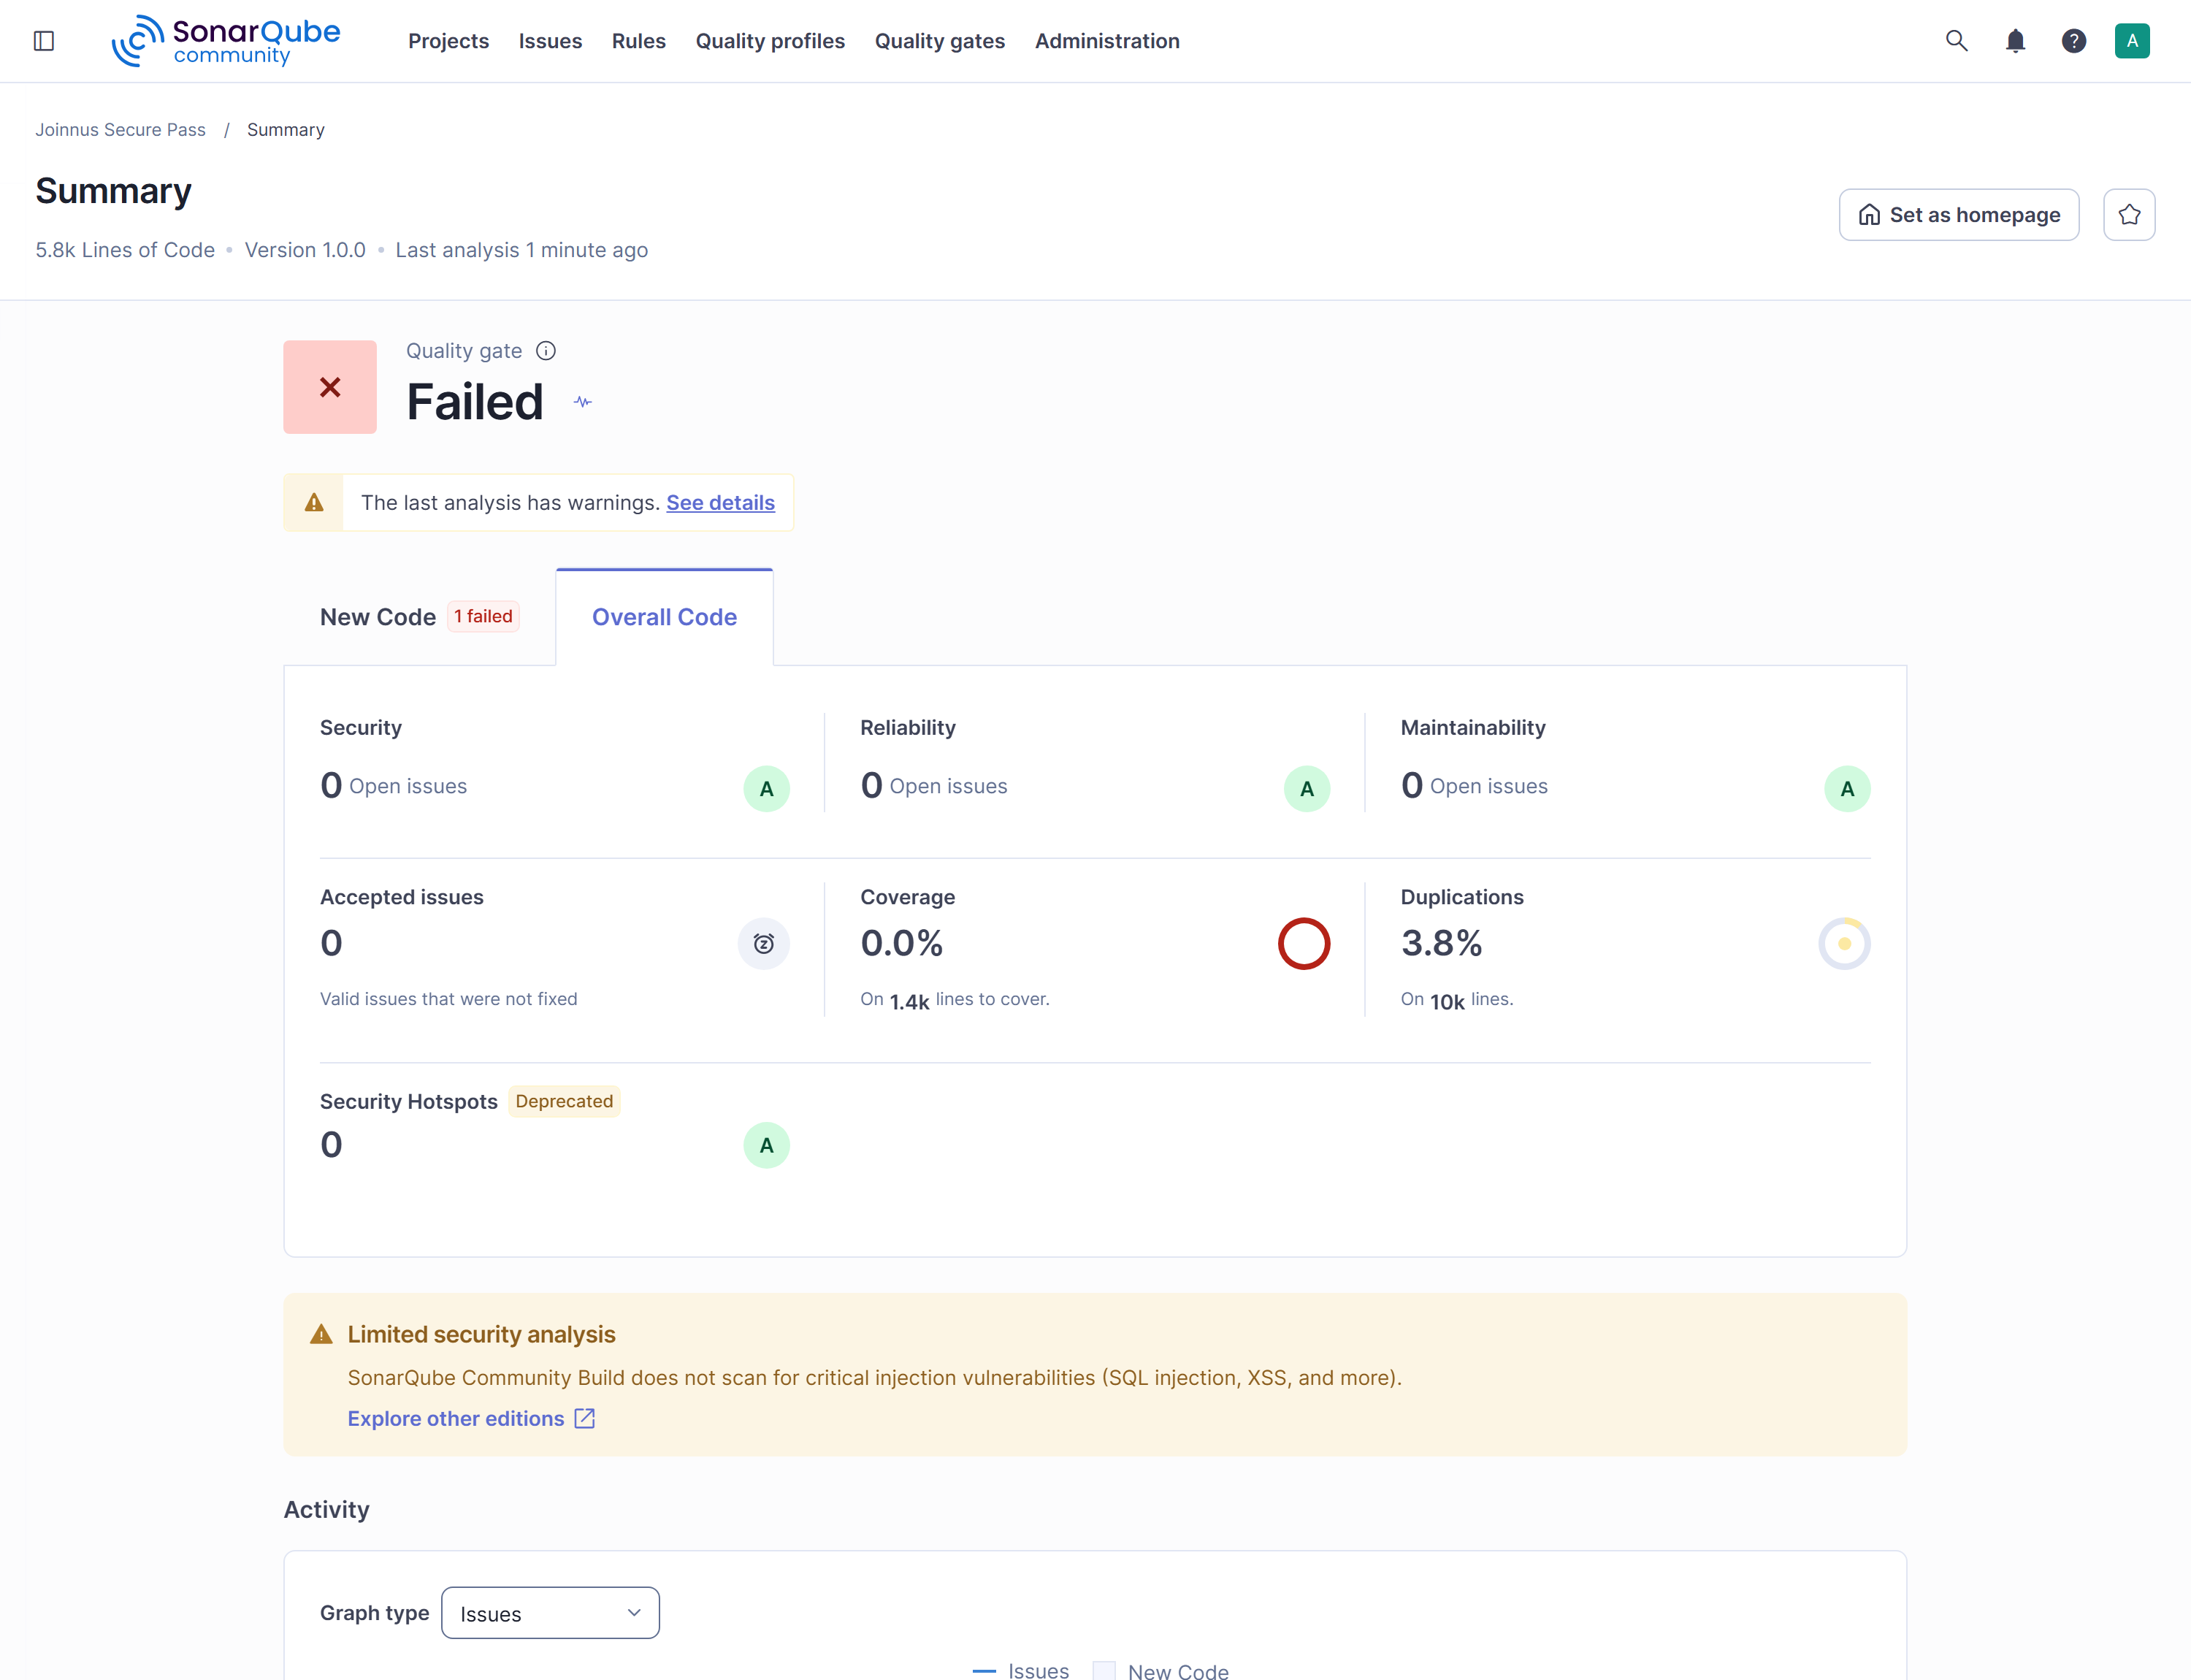 SonarQube community Projects Issues Rules Quality profiles Quality gates Administration ? A
Joinnus Secure Pass / Summary
Summary
Set as homepage
5.8k Lines of Code • Version 1.0.0 • Last analysis 1 minute ago
Quality gate
Failed
The last analysis has warnings. See details
New Code 1 failed Overall Code
Security Reliability Maintainability
0 Open issues A 0 Open issues A 0 Open issues A
Accepted issues Coverage Duplications
0 0.0% 3.8%
Valid issues that were not fixed On 1.4k lines to cover. On 10k lines.
Security Hotspots Deprecated
0 A
Limited security analysis
SonarQube Community Build does not scan for critical injection vulnerabilities (SQL injection, XSS, and more).
Explore other editions
Activity
Graph type Issues
Issues New Code